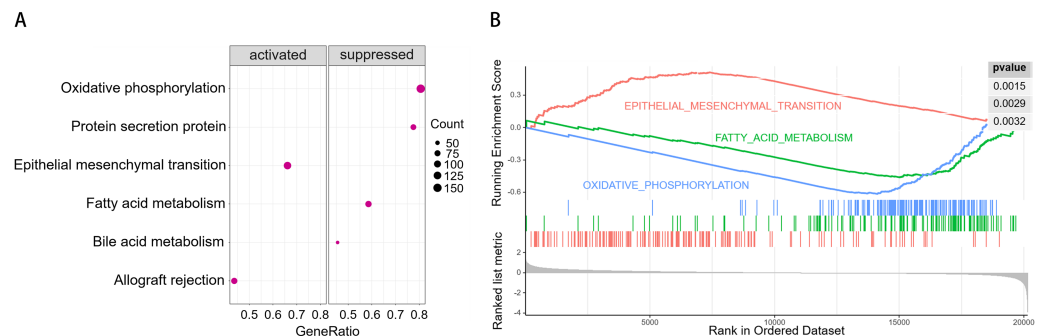 A
activated suppressed
Oxidative phosphorylation
Protein secretion protein
Epithelial mesenchymal transition
Fatty acid metabolism
Bile acid metabolism
Allograft rejection
0.5 0.6 0.7 0.8 0.5 0.6 0.7 0.8
GeneRatio
Count
50
75
100
125
150
B
Running Enrichment Score
0.3
0.0
-0.3
-0.6
EPITHELIAL_MESENCHYMAL_TRANSITION
FATTY_ACID_METABOLISM
OXIDATIVE_PHOSPHORYLATION
pvalue
0.0015
0.0029
0.0032
Ranked list metric
2
0
-2
-4
5000 10000 15000 20000
Rank in Ordered Dataset